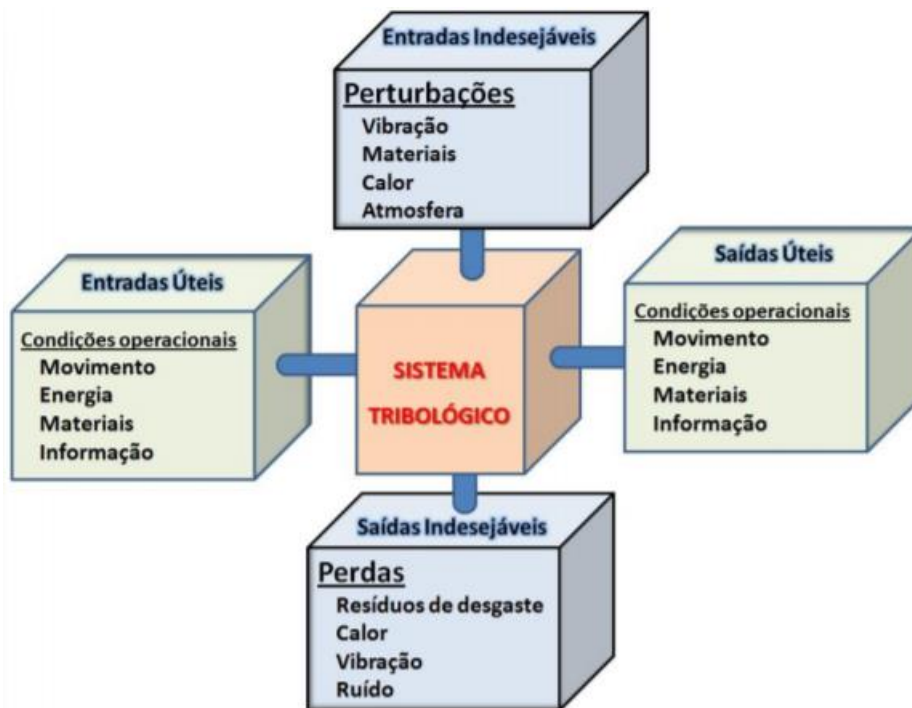 Entradas Indesejáveis
Perturbações
Vibração
Materiais
Calor
Atmosfera
Entradas Úteis
Condições operacionais
Movimento
Energia
Materiais
Informação
SISTEMA
TRIBOLÓGICO
Saídas Úteis
Condições operacionais
Movimento
Energia
Materiais
Informação
Saídas Indesejáveis
Perdas
Resíduos de desgaste
Calor
Vibração
Ruído